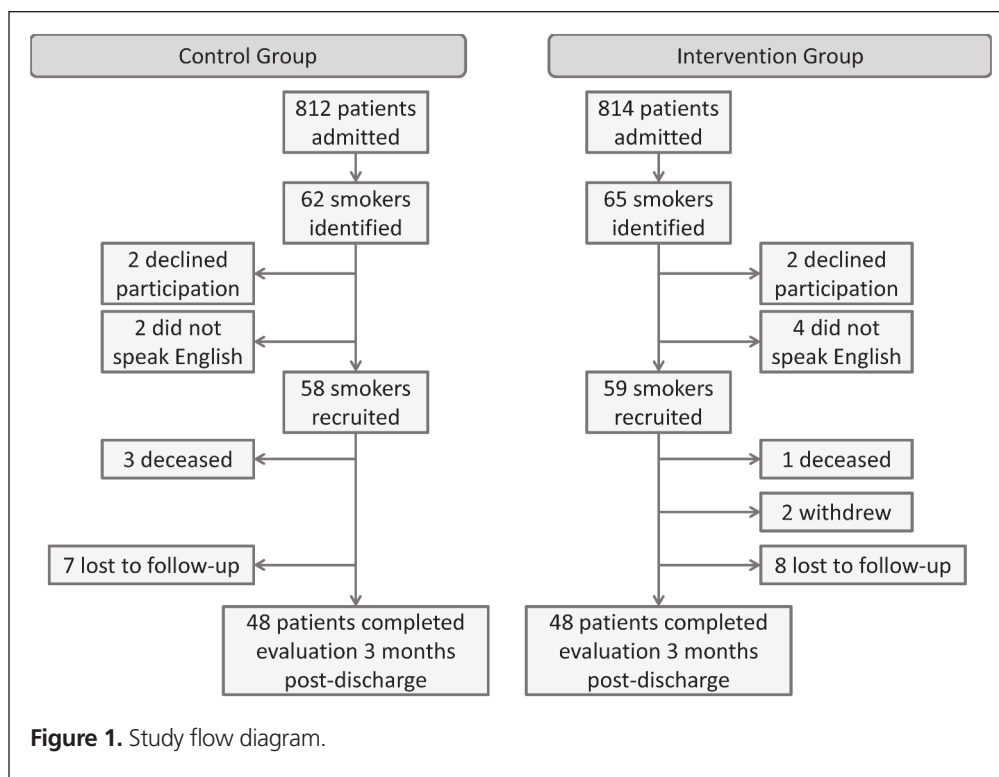 Control Group
812 patients
admitted
62 smokers
identified
2 declined
participation
2 did not
speak English
58 smokers
recruited
3 deceased
7 lost to follow-up
48 patients completed
evaluation 3 months
post-discharge
Intervention Group
814 patients
admitted
65 smokers
identified
2 declined
participation
4 did not
speak English
59 smokers
recruited
1 deceased
2 withdrew
8 lost to follow-up
48 patients completed
evaluation 3 months
post-discharge
Figure 1. Study flow diagram.